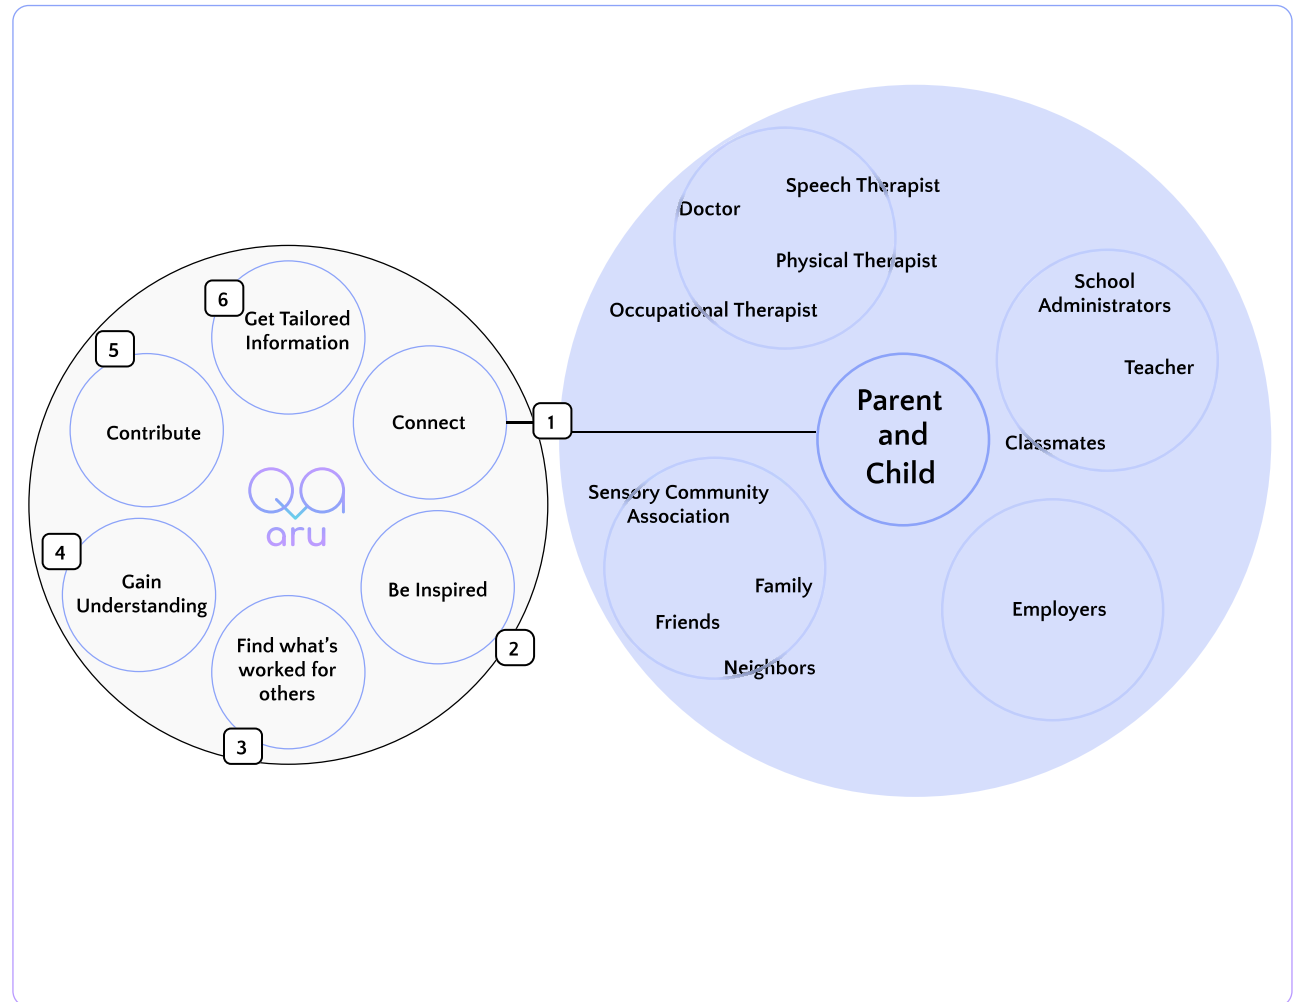 6
Get Tailored
Information
5
Contribute
Connect
1
aru
4
Gain
Understanding
Be Inspired
2
Find what's
worked for
others
3
Speech Therapist
Doctor
Physical Therapist
Occupational Therapist
School
Administrators
Teacher
Classmates
Parent
and
Child
Sensory Community
Association
Family
Friends
Neighbors
Employers